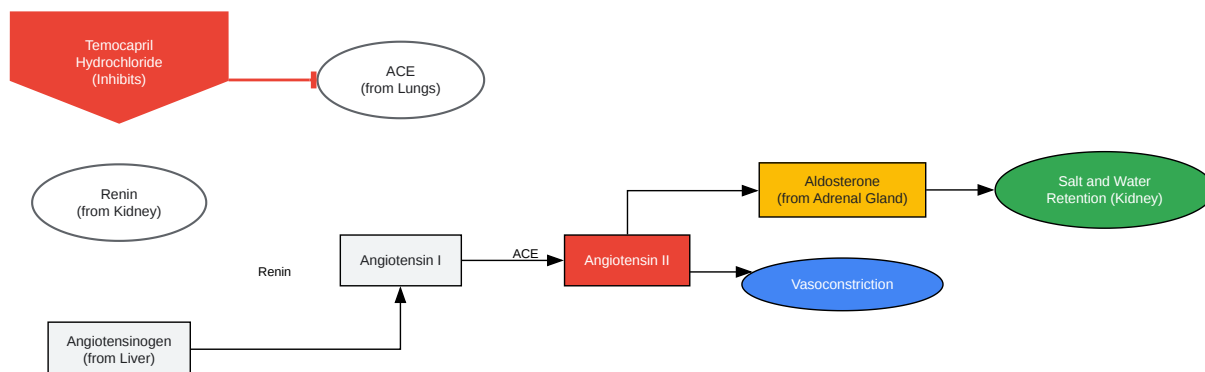 Temocapril
Hydrochloride
(Inhibits)
ACE
(from Lungs)
Renin
(from Kidney)
Aldosterone
(from Adrenal Gland)
Salt and Water
Retention (Kidney)
Angiotensin I
ACE
Angiotensin II
Renin
Vasoconstriction
Angiotensinogen
(from Liver)